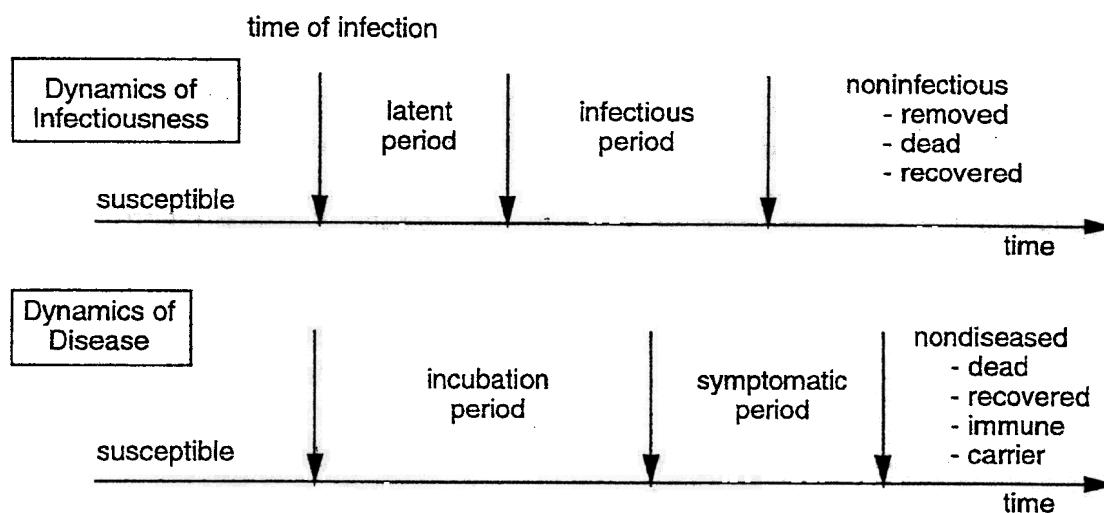 time of infection
Dynamics of
Infectiousness
latent
period
infectious
period
noninfectious
- removed
- dead
- recovered
susceptible
time
Dynamics of
Disease
incubation
period
symptomatic
period
nondiseased
- dead
- recovered
- immune
- carrier
susceptible
time